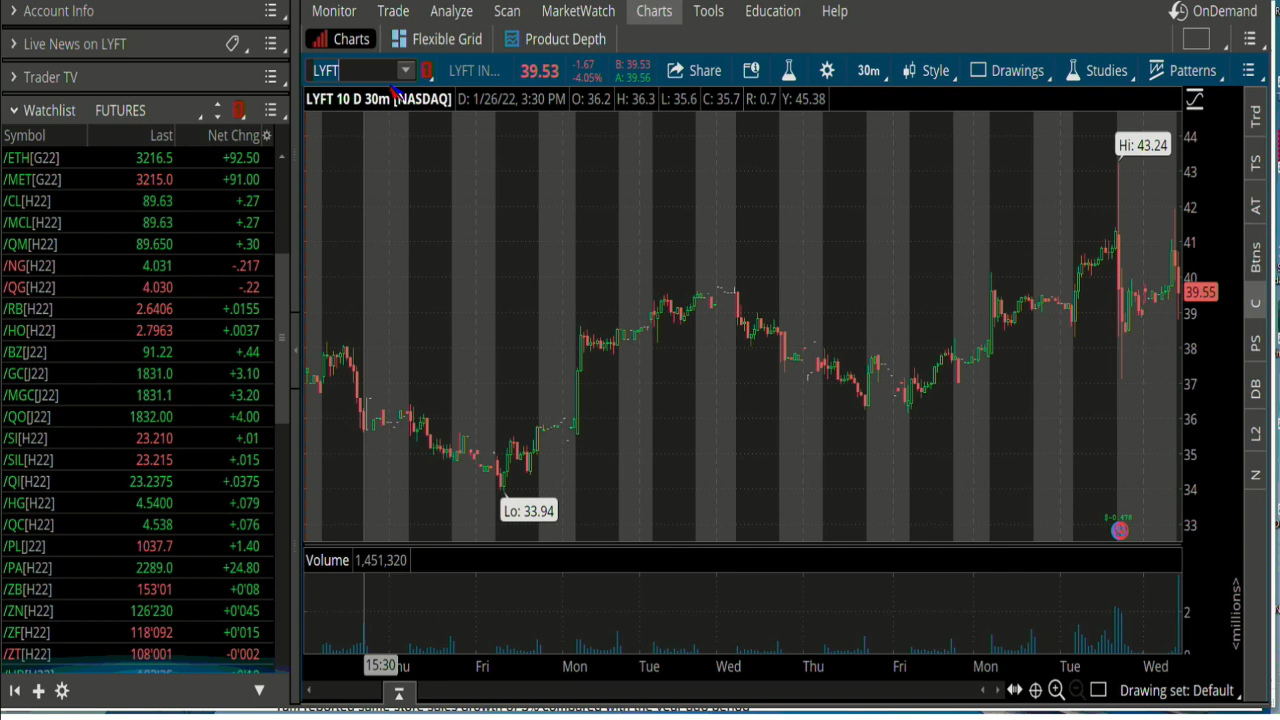 Account Info
Monitor Trade Analyze Scan MarketWatch Charts Tools Education Help
OnDemand
Live News on LYFT
Charts Flexible Grid Product Depth
Trader TV
LYFT
1
LYFT IN... 39.53
-1.67
-4.05%
B: 39.53
A: 39.56
Share 30m Style Drawings Studies Patterns
Watchlist FUTURES
LYFT 10 D 30m [NASDAQ] D: 1/26/22, 3:30 PM O: 36.2 H: 36.3 L: 35.6 C: 35.7 R: 0.7 Y: 45.38
Symbol Last Net Chng
/ETH[G22] 3216.5 +92.50
/MET[G22] 3215.0 +91.00
/CL[H22] 89.63 +.27
/MCL[H22] 89.63 +.27
/QM[H22] 89.650 +.30
/NG[H22] 4.031 -.217
/QG[H22] 4.030 -.22
/RB[H22] 2.6406 +.0155
/HO[H22] 2.7963 +.0037
/BZ[J22] 91.22 +.44
/GC[J22] 1831.0 +3.10
/MGC[J22] 1831.1 +3.20
/QO[J22] 1832.00 +4.00
/SI[H22] 23.210 +.01
/SIL[H22] 23.215 +.015
/QI[H22] 23.2375 +.0375
/HG[H22] 4.5400 +.079
/QC[H22] 4.538 +.076
/PL[J22] 1037.7 +1.40
/PA[H22] 2289.0 +24.80
/ZB[H22] 153'01 +0'08
/ZN[H22] 126'230 +0'045
/ZF[H22] 118'092 +0'015
/ZT[H22] 108'001 -0'002
Hi: 43.24
Lo: 33.94
44
43
42
41
40
39.55
39
38
37
36
35
34
33
Volume 1,451,320
2
0
<millions>
15:30 Thu Fri Mon Tue Wed Thu Fri Mon Tue Wed
Trd
TS
AT
Btns
C
PS
DB
L2
N
Drawing set: Default